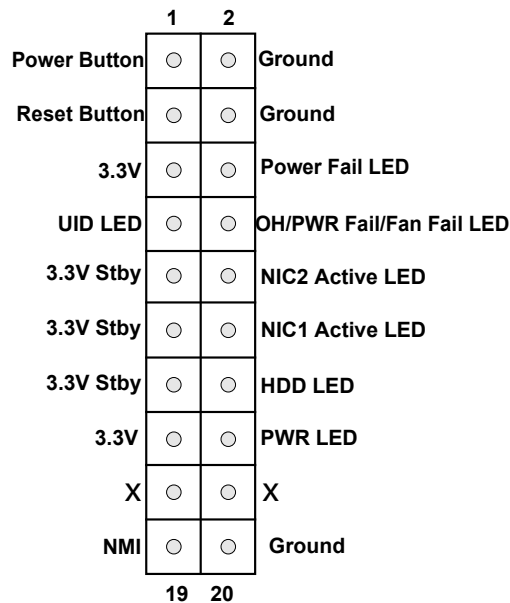 1 2
Power Button Ground
Reset Button Ground
3.3V Power Fail LED
UID LED OH/PWR Fail/Fan Fail LED
3.3V Stby NIC2 Active LED
3.3V Stby NIC1 Active LED
3.3V Stby HDD LED
3.3V PWR LED
X X
NMI Ground
19 20